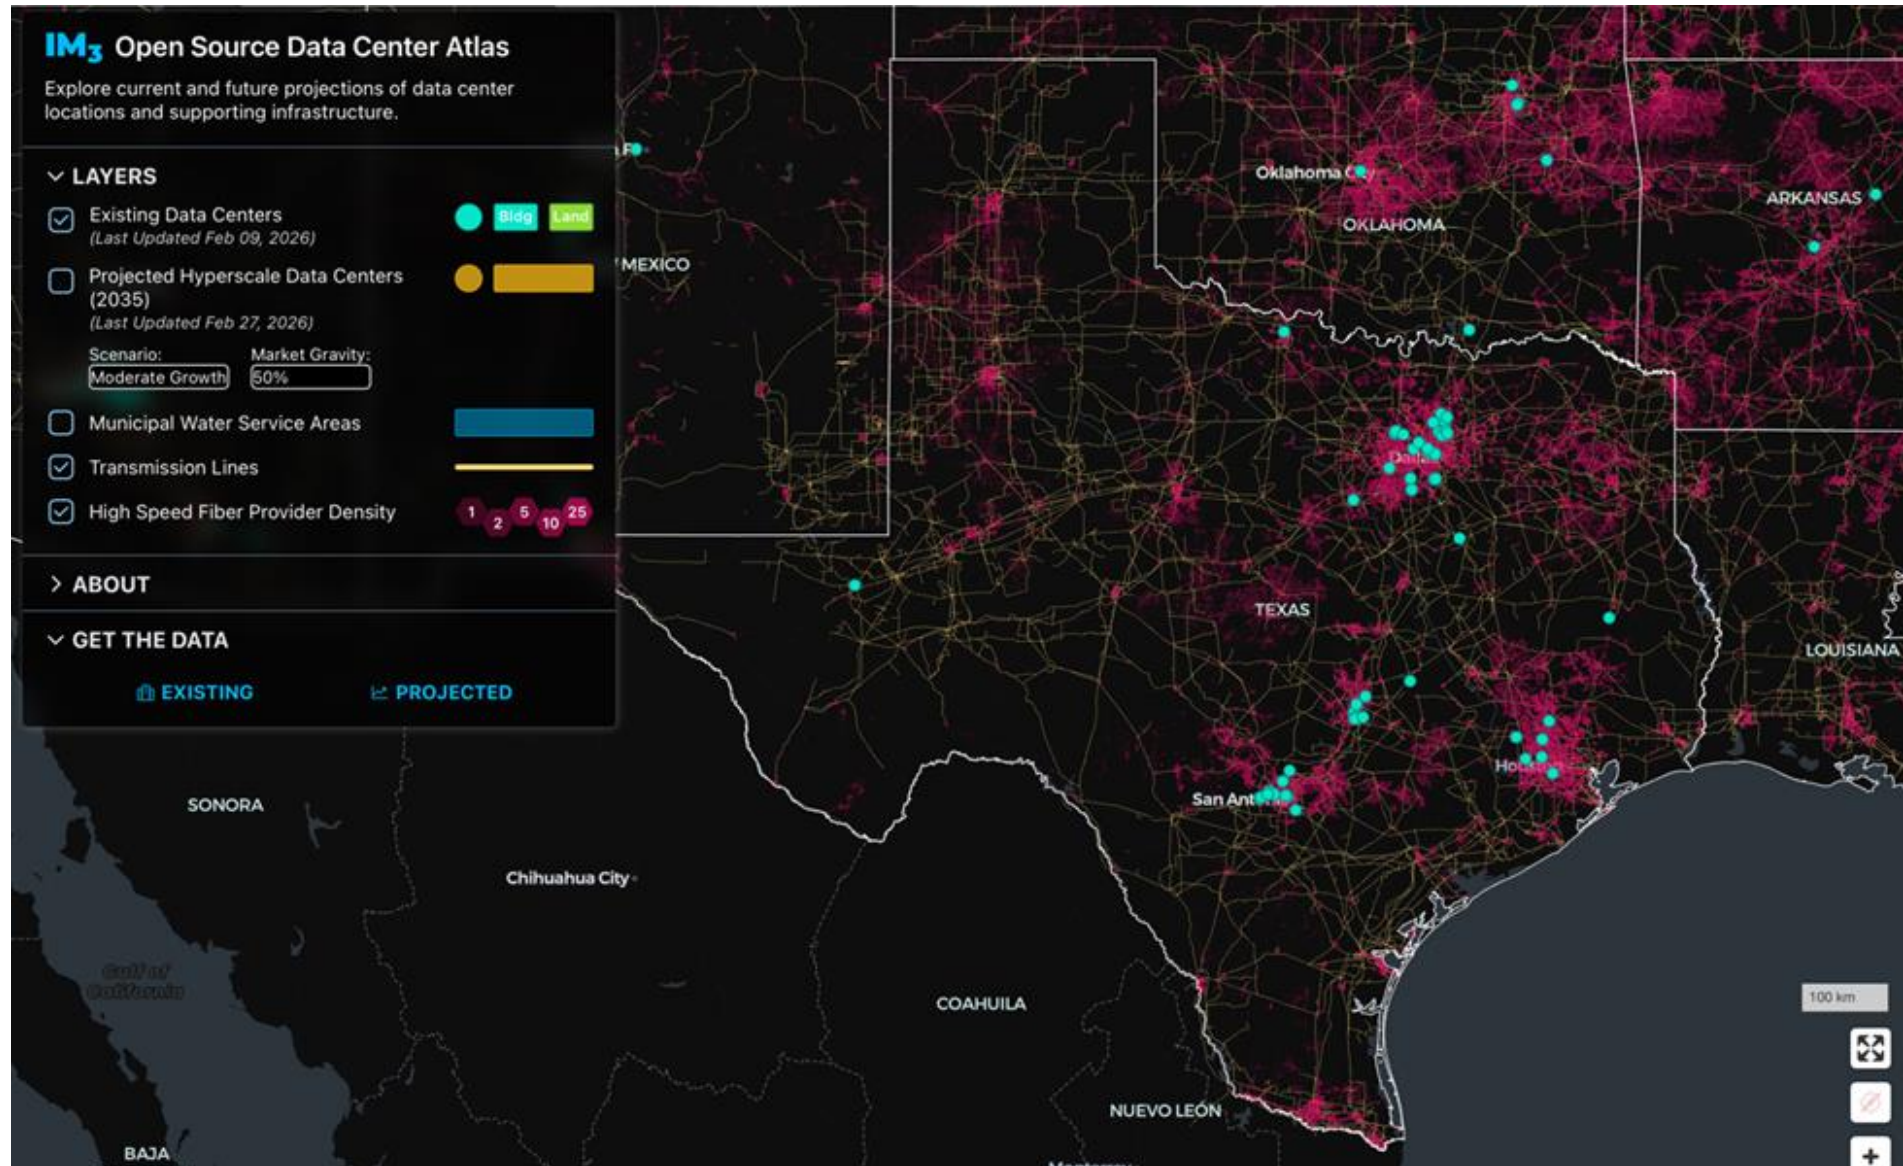 IM3 Open Source Data Center Atlas
Explore current and future projections of data center
locations and supporting infrastructure.
LAYERS
Existing Data Centers
Bldg
Land
(Last Updated Feb 09, 2026)
Projected Hyperscale Data Centers
(2035)
(Last Updated Feb 27, 2026)
Scenario:
Market Gravity:
Moderate Growth
50%
Municipal Water Service Areas
Transmission Lines
High Speed Fiber Provider Density
1
2
5
10
25
ABOUT
GET THE DATA
EXISTING
PROJECTED
Oklahoma
OKLAHOMA
ARKANSAS
MEXICO
TEXAS
LOUISIANA
San
SONORA
Chihuahua City
Gulf of
California
COAHUILA
100 km
NUEVO LEÓN
BAJA
+